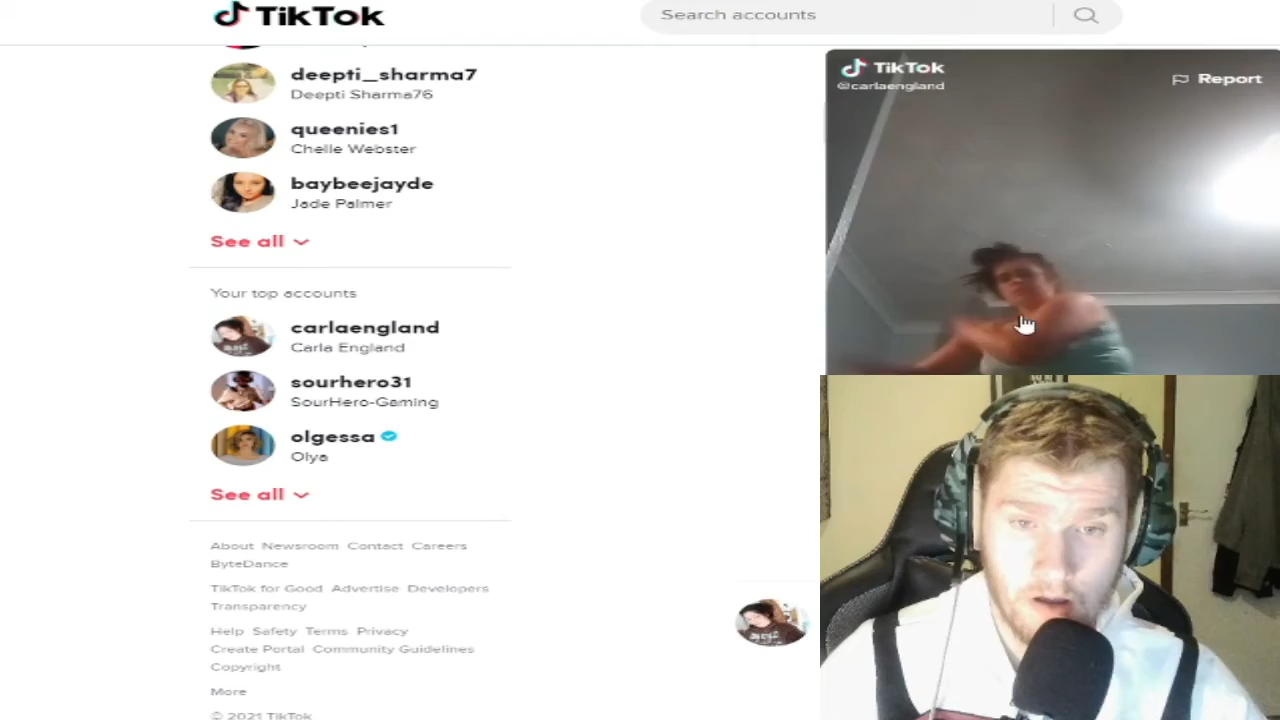 TikTok
Search accounts
deepti_sharma7
Deepti Sharma76
queenies1
Chelle Webster
baybeejayde
Jade Palmer
See all
Your top accounts
carlaengland
Carla England
sourhero31
SourHero-Gaming
olgessa
Olya
See all
About Newsroom Contact Careers
ByteDance
TikTok for Good Advertise Developers
Transparency
Help Safety Terms Privacy
Create Portal Community Guidelines
Copyright
More
© 2021 TikTok
TikTok
@carlaengland
Report